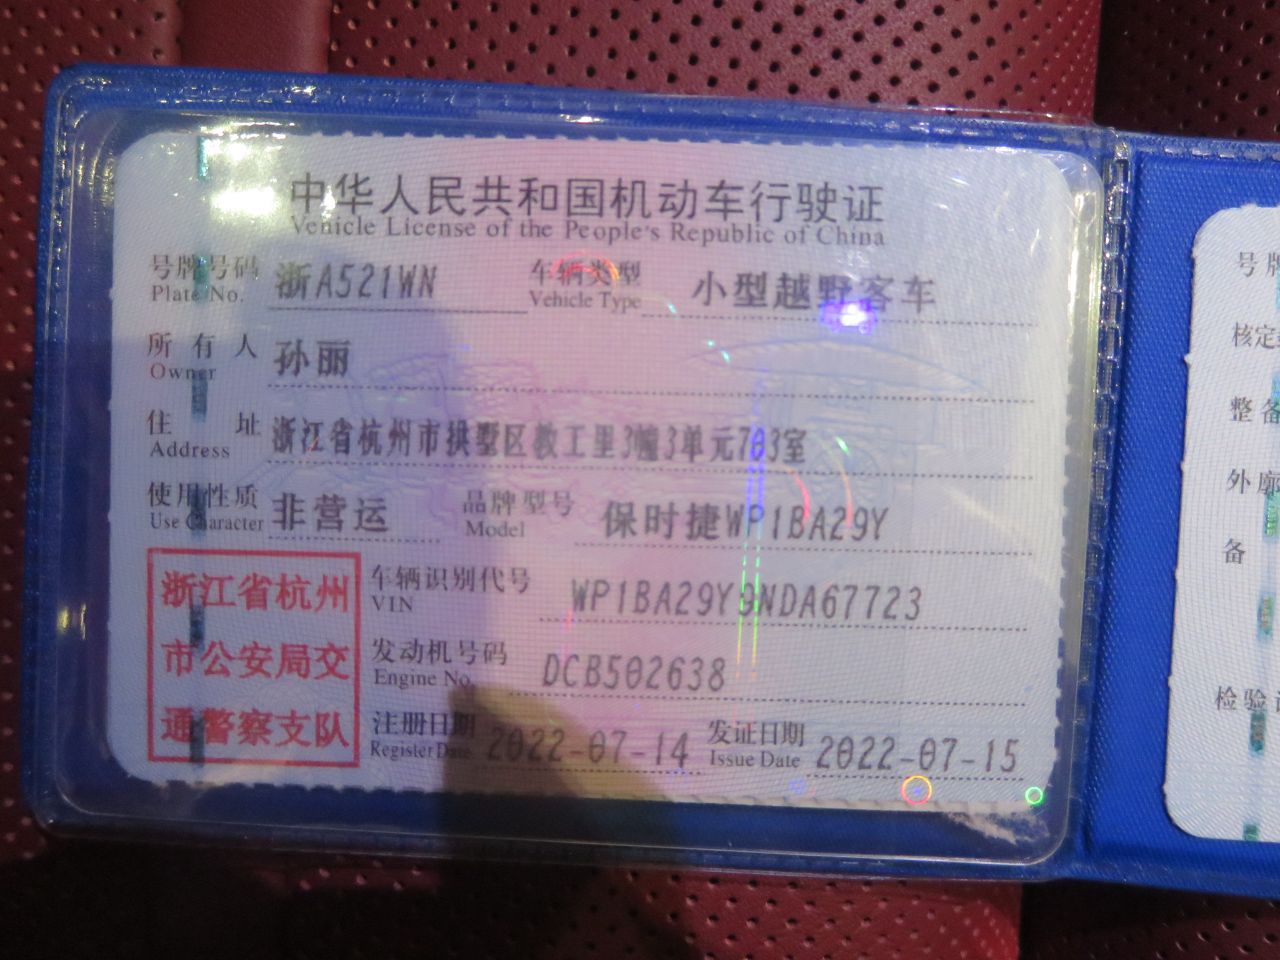 中华人民共和国机动车行驶证
Vehicle License of the People's Republic of China
号牌号码 浙A521WN 车辆类型 小型越野客车
Plate No. Vehicle Type
所有人 孙丽
Owner
住址 浙江省杭州市拱墅区教工里3幢3单元703室
Address
使用性质 非营运 品牌型号 保时捷WP1BA29Y
Use Character Model
浙江省杭州
市公安局交
通警察支队
车辆识别代号 WP1BA29Y9NDA67723
VIN
发动机号码 DCB502638
Engine No.
注册日期 2022-07-14 发证日期 2022-07-15
Register Date Issue Date
号牌
核定
整备
外廓
备
检验